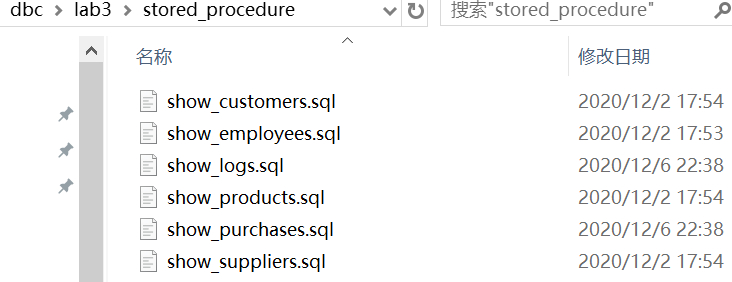 dbc > lab3 > stored_procedure 搜索"stored_procedure"
名称 修改日期
show_customers.sql 2020/12/2 17:54
show_employees.sql 2020/12/2 17:53
show_logs.sql 2020/12/6 22:38
show_products.sql 2020/12/2 17:54
show_purchases.sql 2020/12/6 22:38
show_suppliers.sql 2020/12/2 17:54